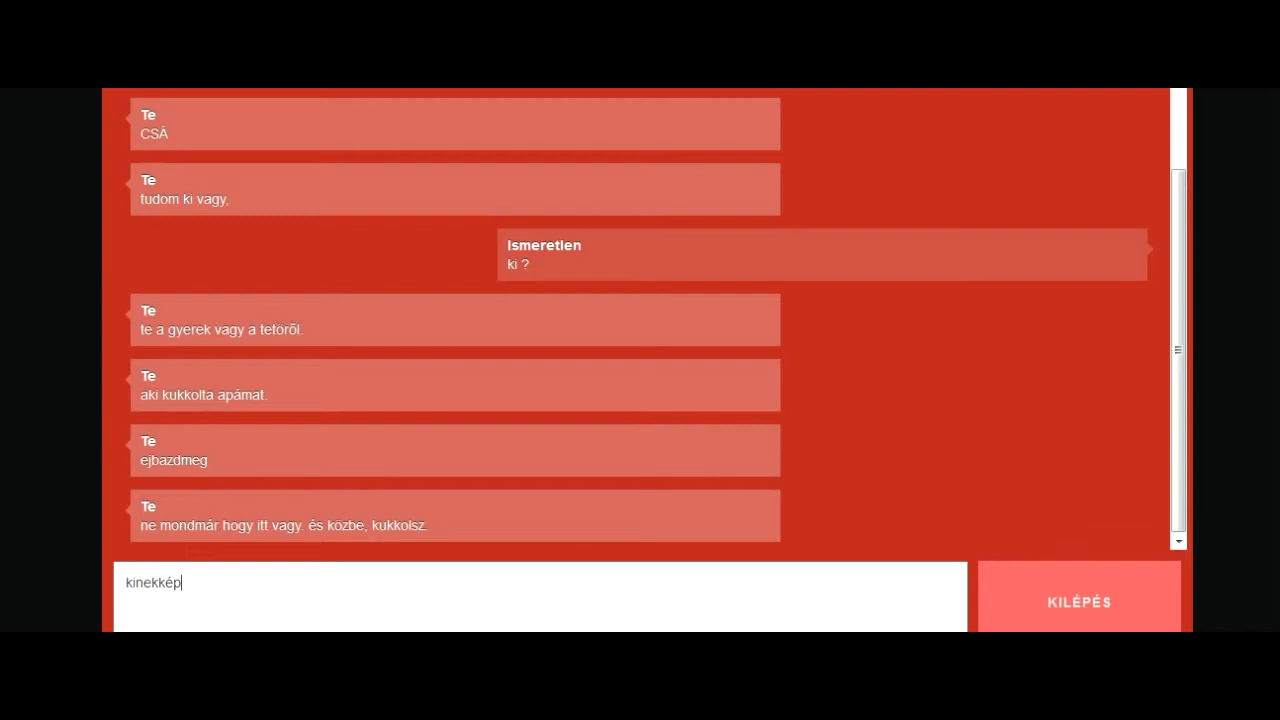 Te
CSÁ
Te
tudom ki vagy,
Ismeretlen
ki ?
Te
te a gyerek vagy a tetöröl.
Te
aki kukkolta apámat.
Te
ejbazdmeg
Te
ne mondmár hogy itt vagy. és közbe, kukkolsz.
kinekkép
KILÉPÉS